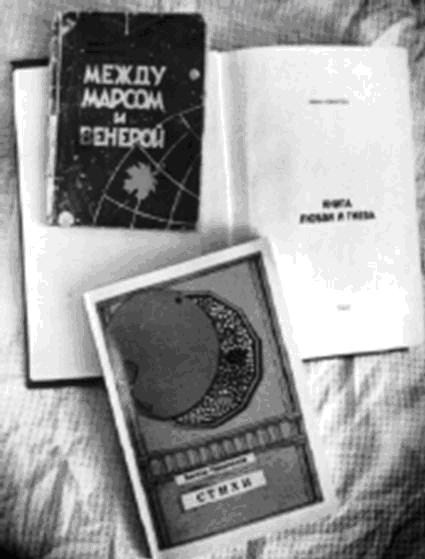 МЕЖДУ
МАРСОМ
И
ВЕНЕРОЙ
КНИГА
ЛЮБВИ И ГНЕВА
СТИХИ